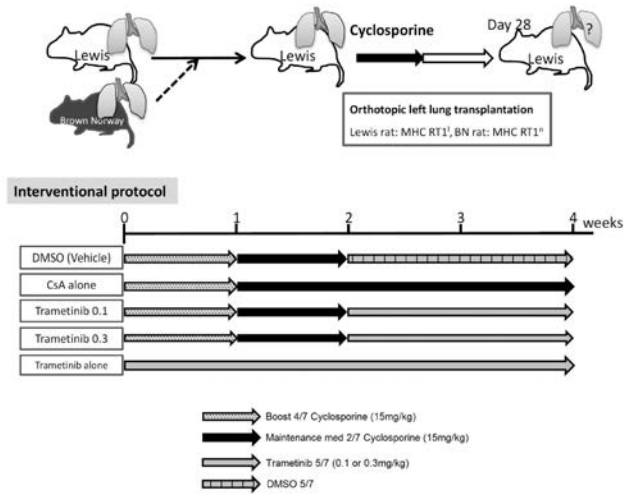 Cyclosporine
Day 28
?
Lewis
Lewis
Lewis
Brown Norway
Orthotopic left lung transplantation
Lewis rat: MHC RT1ˡ, BN rat: MHC RT1ⁿ
Interventional protocol
0 1 2 3 4 weeks
DMSO (Vehicle)
CsA alone
Trametinib 0.1
Trametinib 0.3
Trametinib alone
Boost 4/7 Cyclosporine (15mg/kg)
Maintenance med 2/7 Cyclosporine (15mg/kg)
Trametinib 5/7 (0.1 or 0.3mg/kg)
DMSO 5/7